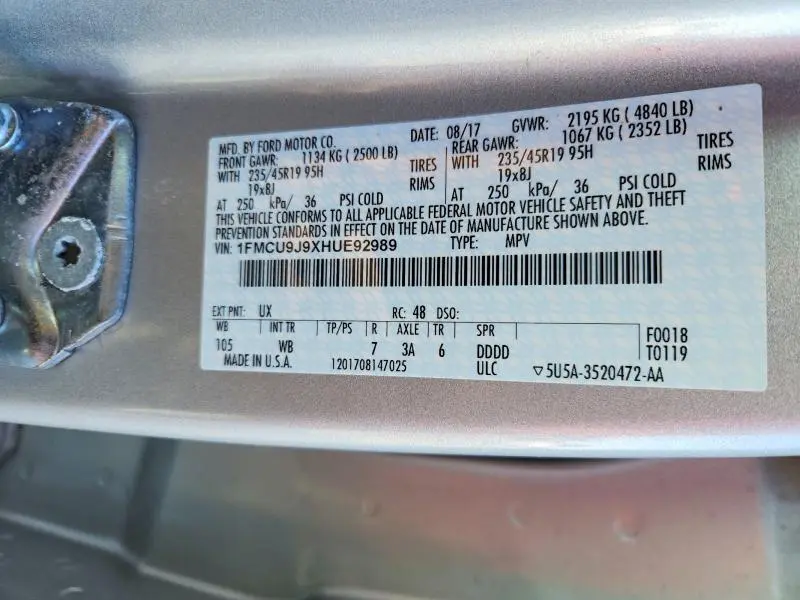 MFD. BY FORD MOTOR CO.
DATE: 08/17 GVWR: 2195 KG ( 4840 LB)
FRONT GAWR: 1134 KG ( 2500 LB) REAR GAWR: 1067 KG ( 2352 LB)
WITH 235/45R19 95H TIRES WITH 235/45R19 95H TIRES
19x8J RIMS 19x8J RIMS
AT 250 kPa/ 36 PSI COLD AT 250 kPa/ 36 PSI COLD
THIS VEHICLE CONFORMS TO ALL APPLICABLE FEDERAL MOTOR VEHICLE SAFETY AND THEFT
PREVENTION STANDARDS IN EFFECT ON THE DATE OF MANUFACTURE SHOWN ABOVE.
VIN: 1FMCU9J9XHUE92989 TYPE: MPV
EXT PNT: UX RC: 48 DSO:
WB INT TR TP/PS R AXLE TR SPR F0018
105 WB 7 3A 6 DDDD T0119
MADE IN U.S.A. 1201708147025 ULC ▽5U5A-3520472-AA